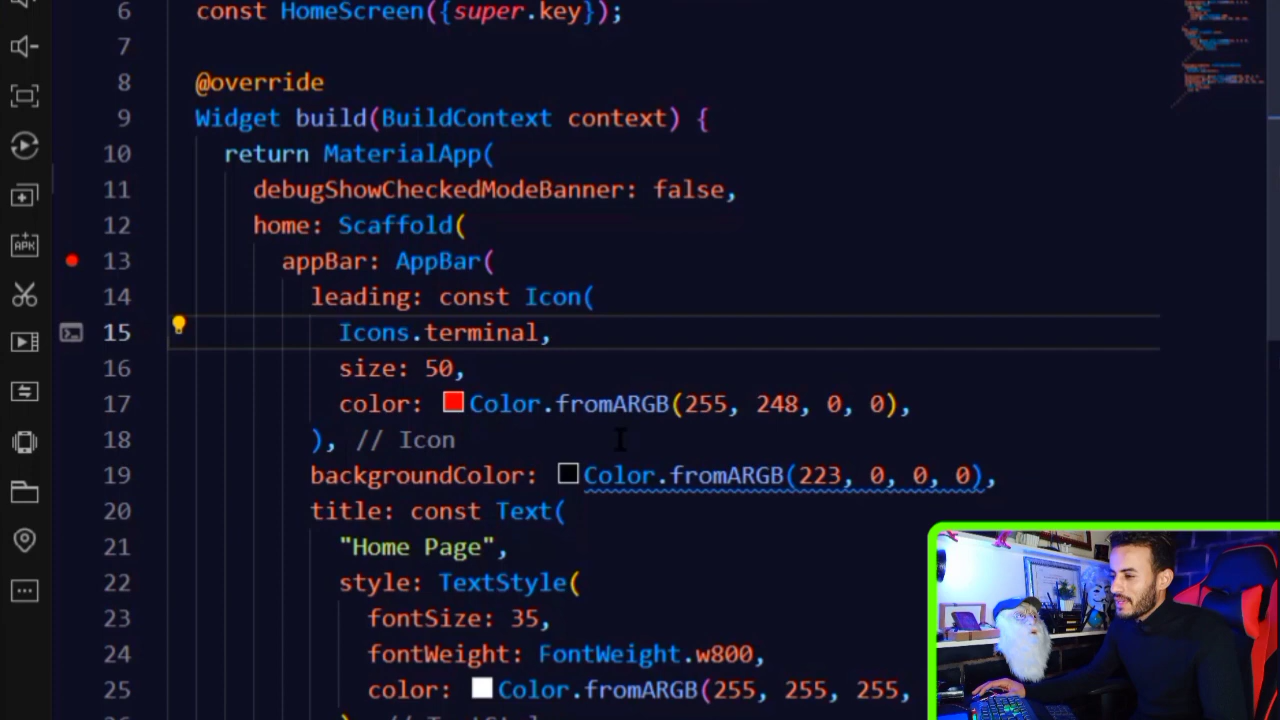 6 const HomeScreen({super.key});
7
8 @override
9 Widget build(BuildContext context) {
10 return MaterialApp(
11 debugShowCheckedModeBanner: false,
12 home: Scaffold(
13 appBar: AppBar(
14 leading: const Icon(
15 Icons.terminal,
16 size: 50,
17 color: Color.fromARGB(255, 248, 0, 0),
18 ), // Icon
19 backgroundColor: Color.fromARGB(223, 0, 0, 0),
20 title: const Text(
21 "Home Page",
22 style: TextStyle(
23 fontSize: 35,
24 fontWeight: FontWeight.w800,
25 color: Color.fromARGB(255, 255, 255,
APK